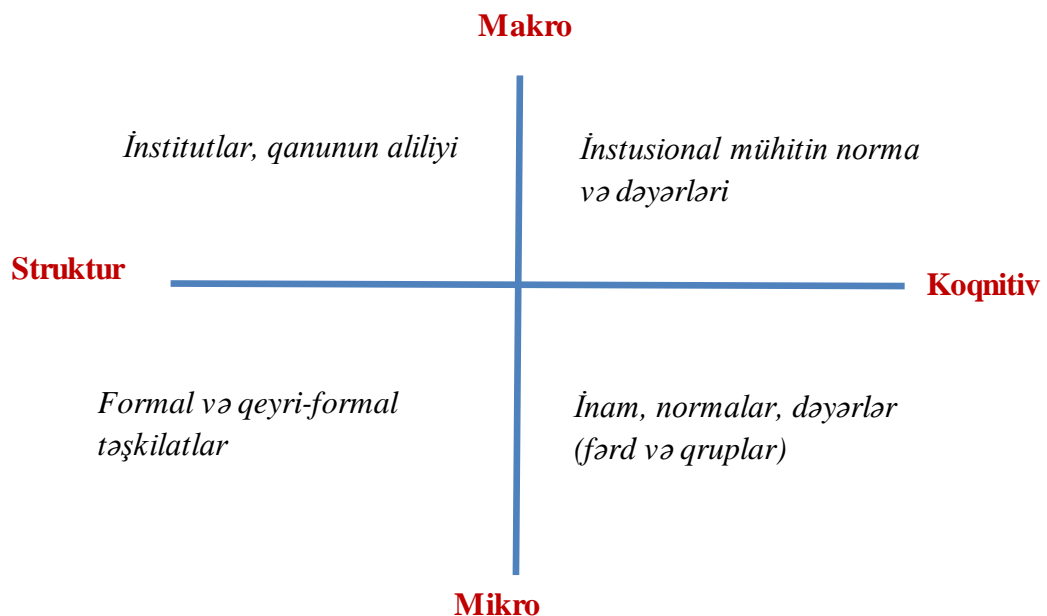 Makro
İnstitutlar, qanunun aliliyi
İnstusional mühitin norma
və dəyərləri
Struktur
Koqnitiv
Formal və qeyri-formal
təşkilatlar
İnam, normalar, dəyərlər
(fərd və qruplar)
Mikro